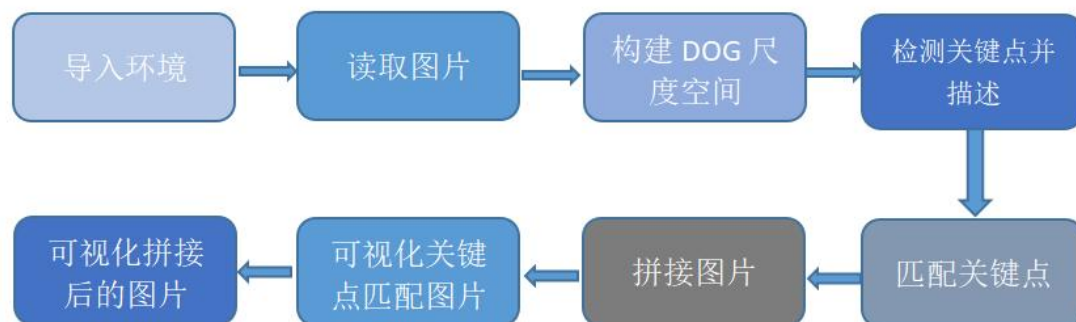 导入环境
读取图片
构建 DOG 尺
度空间
检测关键点并
描述
匹配关键点
拼接图片
可视化关键
点匹配图片
可视化拼接
后的图片